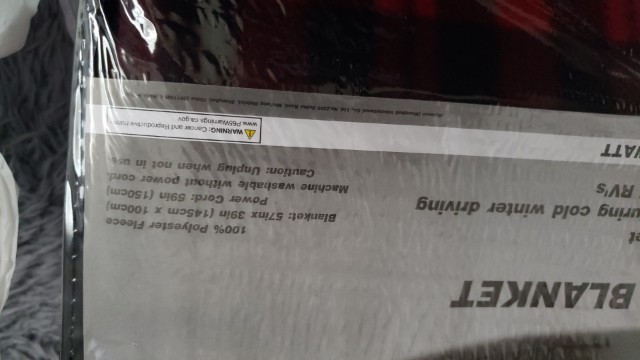 BLANKET
et
uring cold winter driving
RV's
WATT
100% Polyester Fleece
Blanket: 57inx 39in (145cm x 100cm)
Power Cord: 59in (150cm)
Machine washable without power cord.
Caution: Unplug when not in use
WARNING: Cancer and Reproductive Harm
www.P65Warnings.ca.gov